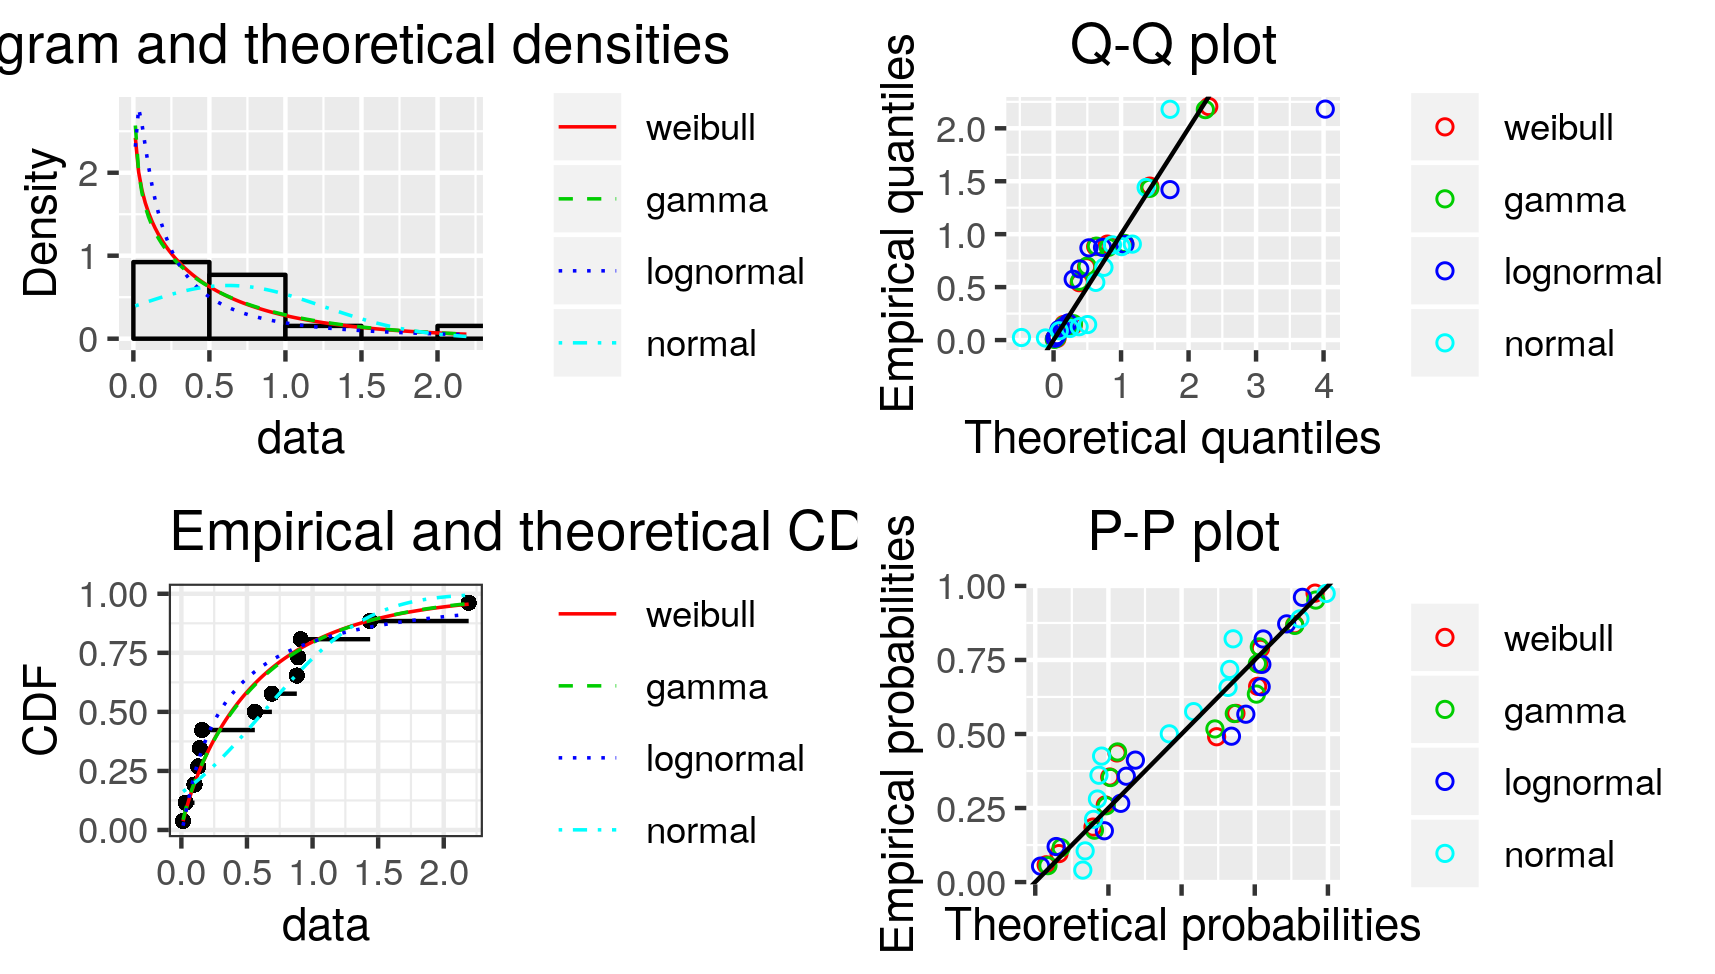 gram and theoretical densities
Density
2
1
0
0.0 0.5 1.0 1.5 2.0
data
weibull
gamma
lognormal
normal
Q-Q plot
Empirical quantiles
2.0
1.5
1.0
0.5
0.0
0 1 2 3 4
Theoretical quantiles
weibull
gamma
lognormal
normal
Empirical and theoretical CD
CDF
1.00
0.75
0.50
0.25
0.00
0.0 0.5 1.0 1.5 2.0
data
weibull
gamma
lognormal
normal
P-P plot
Empirical probabilities
1.00
0.75
0.50
0.25
0.00
Theoretical probabilities
weibull
gamma
lognormal
normal